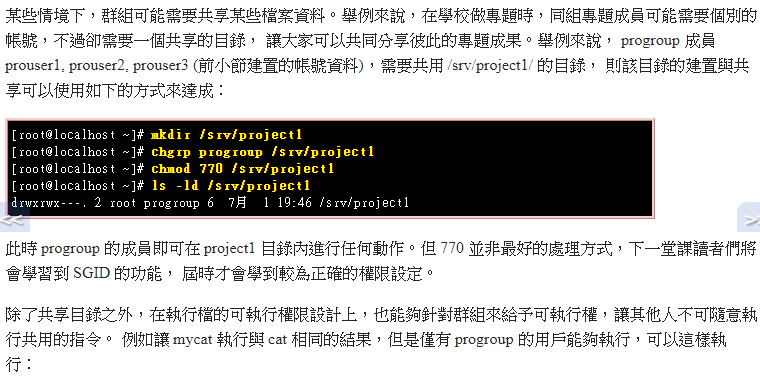 某些情境下，群組可能需要共享某些檔案資料。舉例來說，在學校做專題時，同組專題成員可能需要個別的
帳號，不過卻需要一個共享的目錄， 讓大家可以共同分享彼此的專題成果。舉例來說， progroup 成員
prouser1, prouser2, prouser3 (前小節建置的帳號資料)，需要共用 /srv/project1/ 的目錄， 則該目錄的建置與共
享可以使用如下的方式來達成：
[root@localhost ~]# mkdir /srv/project1
[root@localhost ~]# chgrp progroup /srv/project1
[root@localhost ~]# chmod 770 /srv/project1
[root@localhost ~]# ls -ld /srv/project1
drwxrwx---. 2 root progroup 6  7月  1 19:46 /srv/project1
<<
>
此時 progroup 的成員即可在 project1 目錄內進行任何動作。但 770 並非最好的處理方式，下一堂課讀者們將
會學習到 SGID 的功能， 屆時才會學到較為正確的權限設定。
除了共享目錄之外，在執行檔的可執行權限設計上，也能夠針對群組來給予可執行權，讓其他人不可隨意執
行共用的指令。 例如讓 mycat 執行與 cat 相同的結果，但是僅有 progroup 的用戶能夠執行，可以這樣執
行：